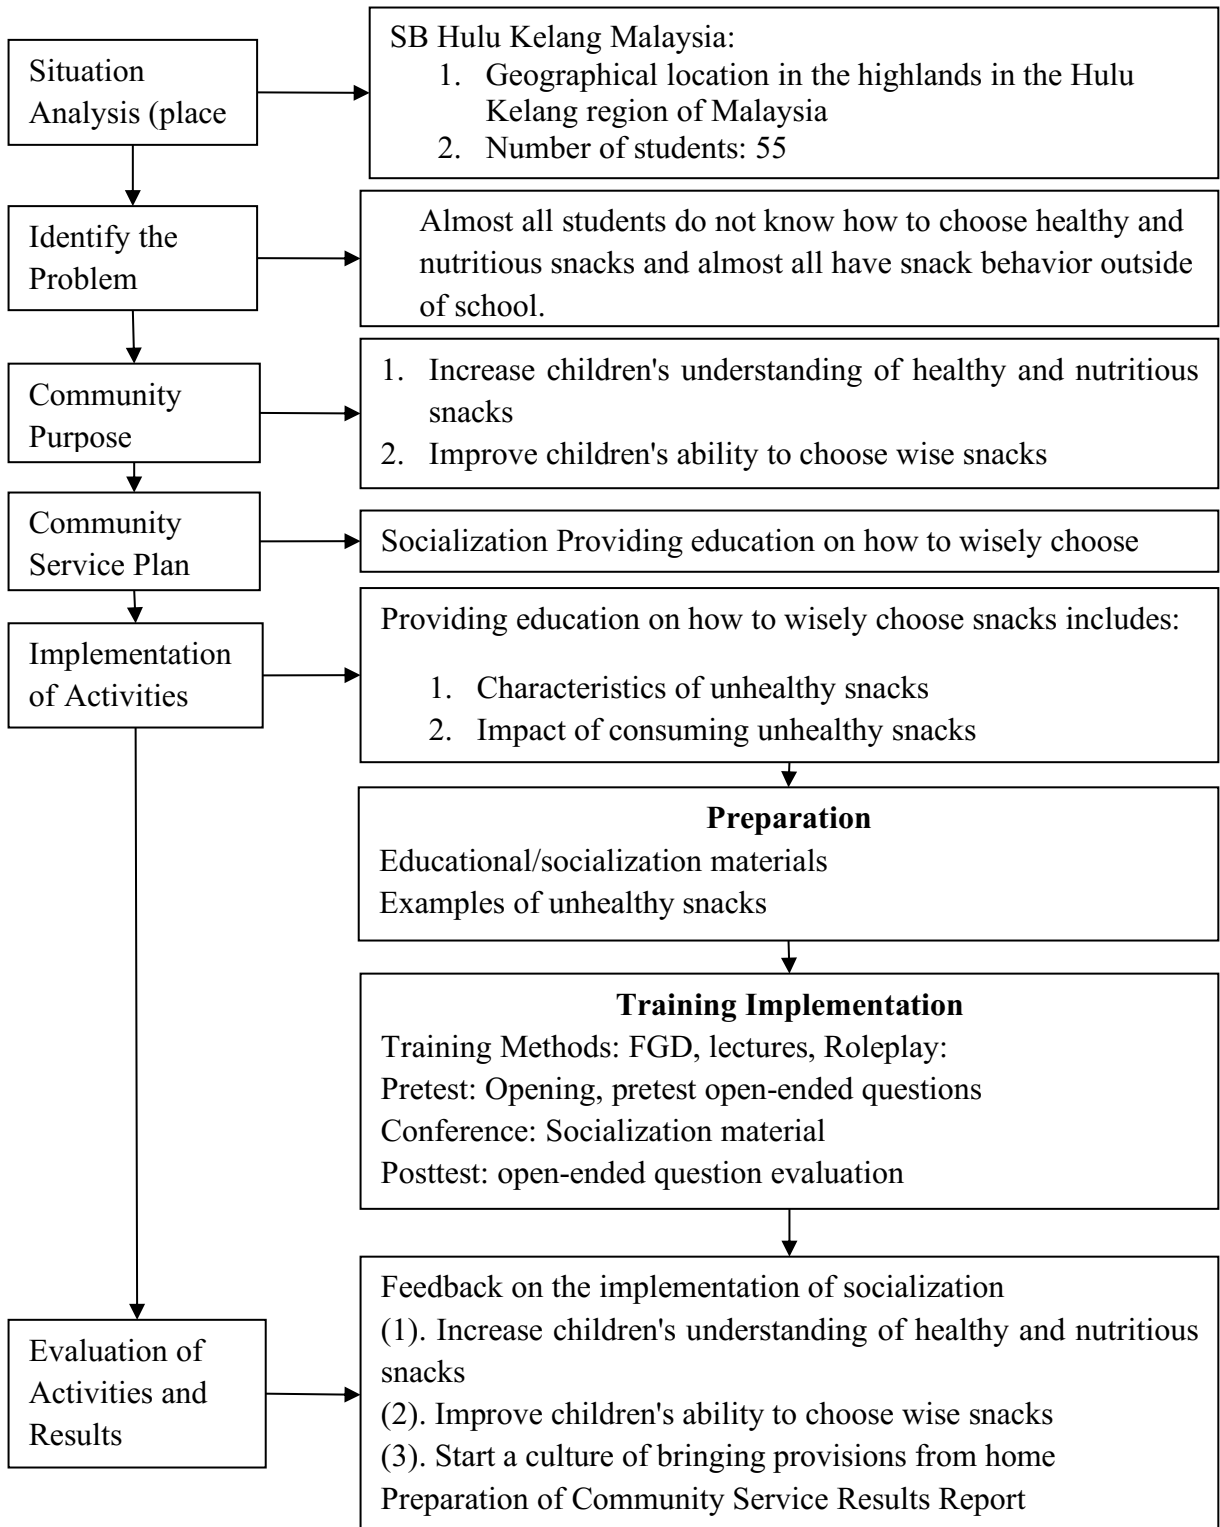 SB Hulu Kelang Malaysia:
1. Geographical location in the highlands in the Hulu
Kelang region of Malaysia
2. Number of students: 55
Situation
Analysis (place
Identify the
Problem
Almost all students do not know how to choose healthy and
nutritious snacks and almost all have snack behavior outside
of school.
Community
Purpose
1. Increase children's understanding of healthy and nutritious
snacks
2. Improve children's ability to choose wise snacks
Community
Service Plan
Socialization Providing education on how to wisely choose
Implementation
of Activities
Providing education on how to wisely choose snacks includes:
1. Characteristics of unhealthy snacks
2. Impact of consuming unhealthy snacks
Preparation
Educational/socialization materials
Examples of unhealthy snacks
Training Implementation
Training Methods: FGD, lectures, Roleplay:
Pretest: Opening, pretest open-ended questions
Conference: Socialization material
Posttest: open-ended question evaluation
Evaluation of
Activities and
Results
Feedback on the implementation of socialization
(1). Increase children's understanding of healthy and nutritious
snacks
(2). Improve children's ability to choose wise snacks
(3). Start a culture of bringing provisions from home
Preparation of Community Service Results Report